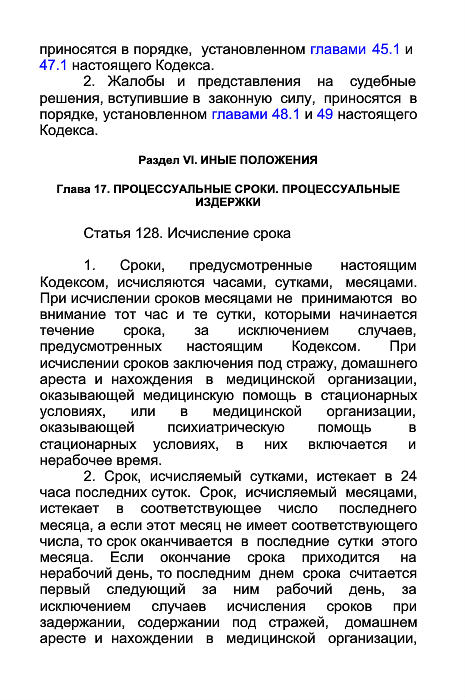 приносятся в порядке, установленном главами 45.1 и
47.1 настоящего Кодекса.
2. Жалобы и представления на судебные
решения, вступившие в законную силу, приносятся в
порядке, установленном главами 48.1 и 49 настоящего
Кодекса.
Раздел VI. ИНЫЕ ПОЛОЖЕНИЯ
Глава 17. ПРОЦЕССУАЛЬНЫЕ СРОКИ. ПРОЦЕССУАЛЬНЫЕ
ИЗДЕРЖКИ
Статья 128. Исчисление срока
1. Сроки, предусмотренные настоящим
Кодексом, исчисляются часами, сутками, месяцами.
При исчислении сроков месяцами не принимаются во
внимание тот час и те сутки, которыми начинается
течение срока, за исключением случаев,
предусмотренных настоящим Кодексом. При
исчислении сроков заключения под стражу, домашнего
ареста и нахождения в медицинской организации,
оказывающей медицинскую помощь в стационарных
условиях, или в медицинской организации,
оказывающей психиатрическую помощь в
стационарных условиях, в них включается и
нерабочее время.
2. Срок, исчисляемый сутками, истекает в 24
часа последних суток. Срок, исчисляемый месяцами,
истекает в соответствующее число последнего
месяца, а если этот месяц не имеет соответствующего
числа, то срок оканчивается в последние сутки этого
месяца. Если окончание срока приходится на
нерабочий день, то последним днем срока считается
первый следующий за ним рабочий день, за
исключением случаев исчисления сроков при
задержании, содержании под стражей, домашнем
аресте и нахождении в медицинской организации,